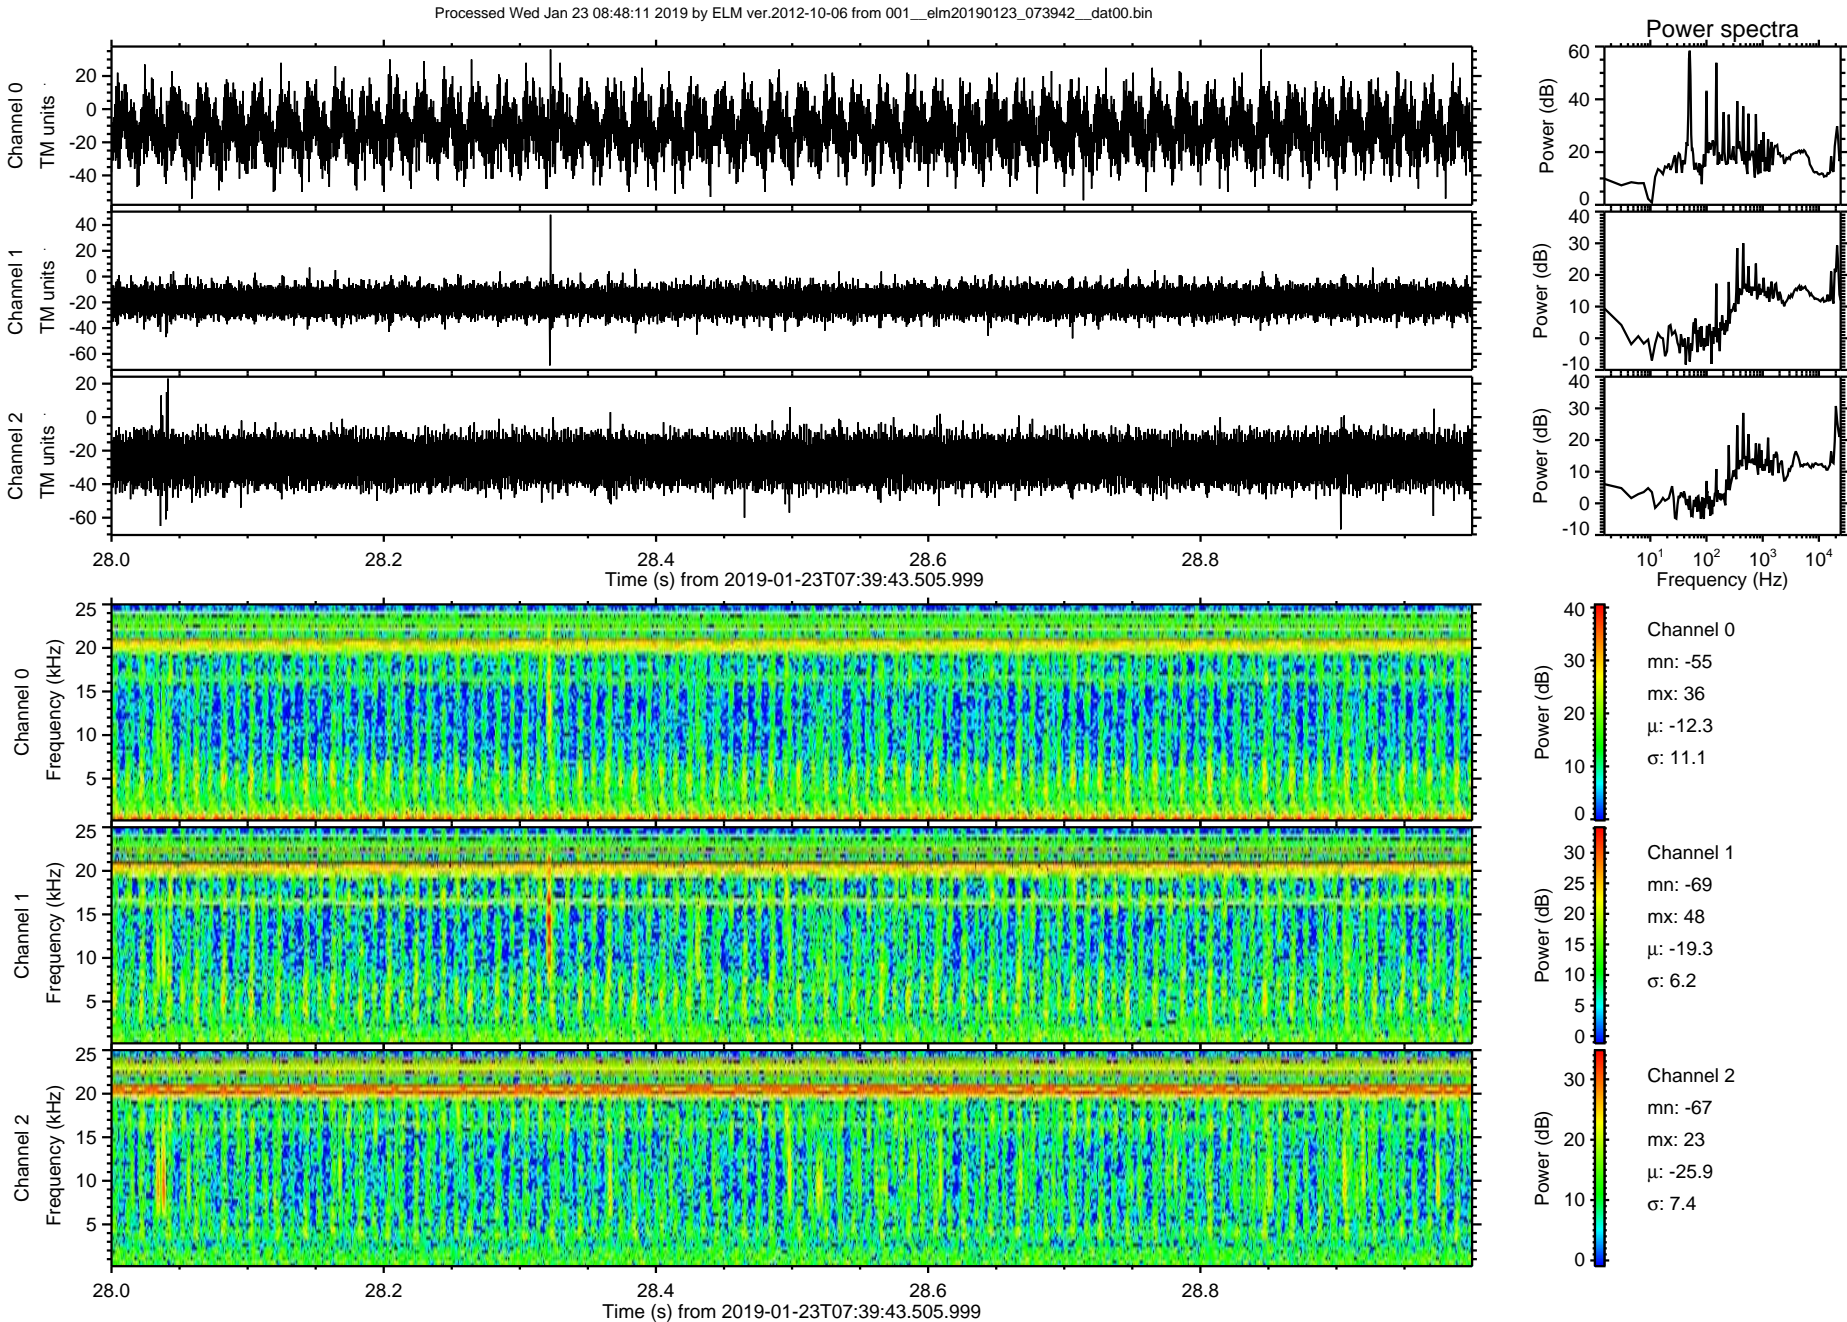 Processed Wed Jan 23 08:48:11 2019 by ELM ver.2012-10-06 from 001__elm20190123_073942__dat00.bin
Power spectra
Channel 0
TM units
20
0
-20
-40
Power (dB)
60
40
20
0
Channel 1
TM units
40
20
0
-20
-40
-60
Power (dB)
40
30
20
10
0
-10
Channel 2
TM units
20
0
-20
-40
-60
Power (dB)
40
30
20
10
0
-10
28.0 28.2 28.4 28.6 28.8
Time (s) from 2019-01-23T07:39:43.505.999
10^1 10^2 10^3 10^4
Frequency (Hz)
Channel 0
Frequency (kHz)
25
20
15
10
5
Power (dB)
40
30
20
10
0
Channel 0
mn: -55
mx: 36
μ: -12.3
σ: 11.1
Channel 1
Frequency (kHz)
25
20
15
10
5
Power (dB)
30
25
20
15
10
5
0
Channel 1
mn: -69
mx: 48
μ: -19.3
σ: 6.2
Channel 2
Frequency (kHz)
25
20
15
10
5
Power (dB)
30
20
10
0
Channel 2
mn: -67
mx: 23
μ: -25.9
σ: 7.4
28.0 28.2 28.4 28.6 28.8
Time (s) from 2019-01-23T07:39:43.505.999